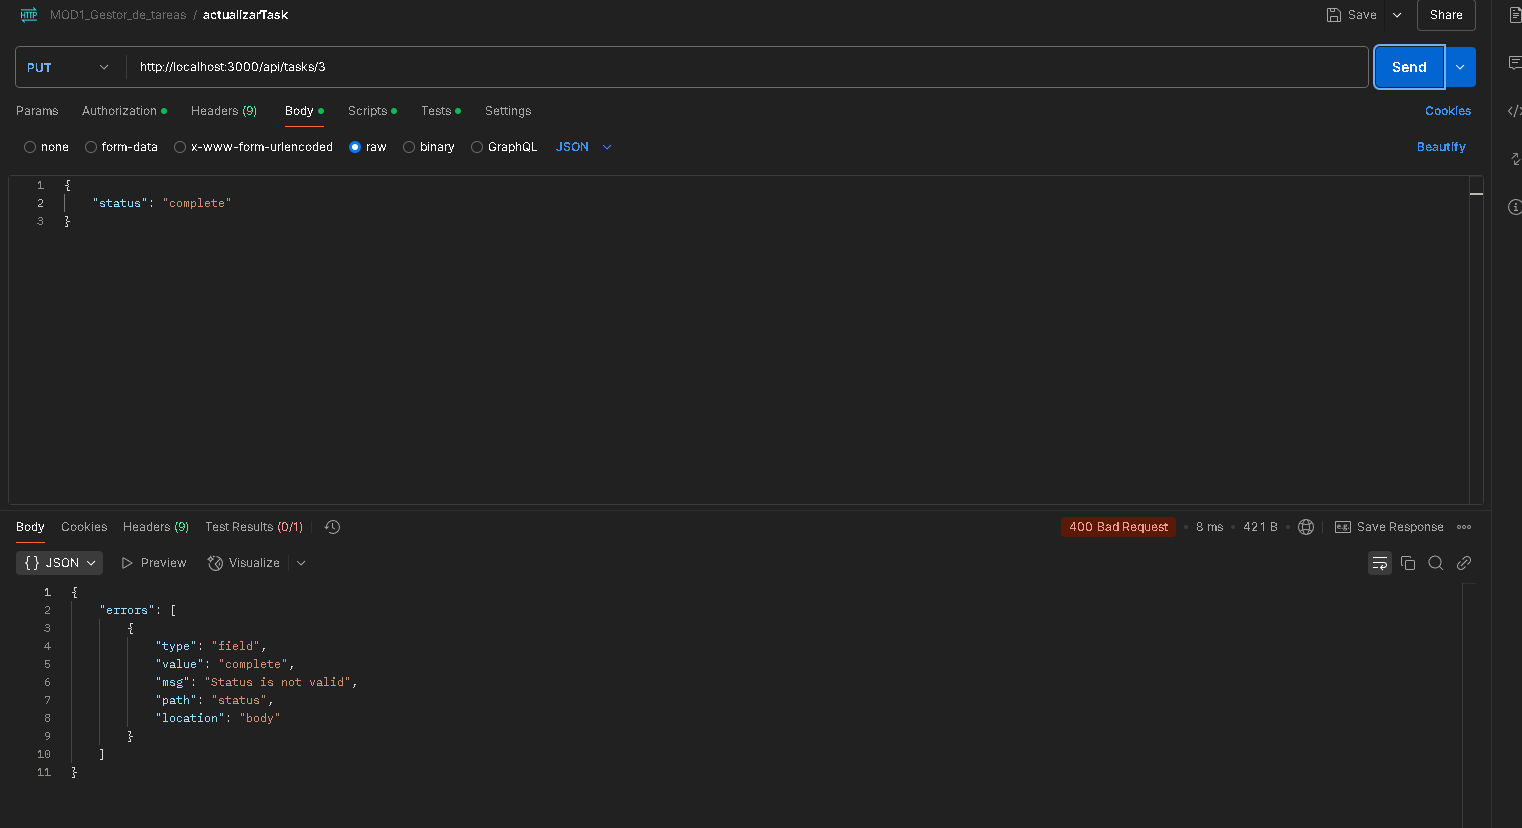 HTTP MOD1_Gestor_de_tareas / actualizarTask Save Share
PUT http://localhost:3000/api/tasks/3 Send
Params Authorization Headers (9) Body Scripts Tests Settings Cookies
none form-data x-www-form-urlencoded raw binary GraphQL JSON Beautify
1 {
2 "status": "complete"
3 }
Body Cookies Headers (9) Test Results (0/1) 400 Bad Request • 8 ms • 421 B • e.g. Save Response
{} JSON Preview Visualize
1 {
2 "errors": [
3 {
4 "type": "field",
5 "value": "complete",
6 "msg": "Status is not valid",
7 "path": "status",
8 "location": "body"
9 }
10 ]
11 }